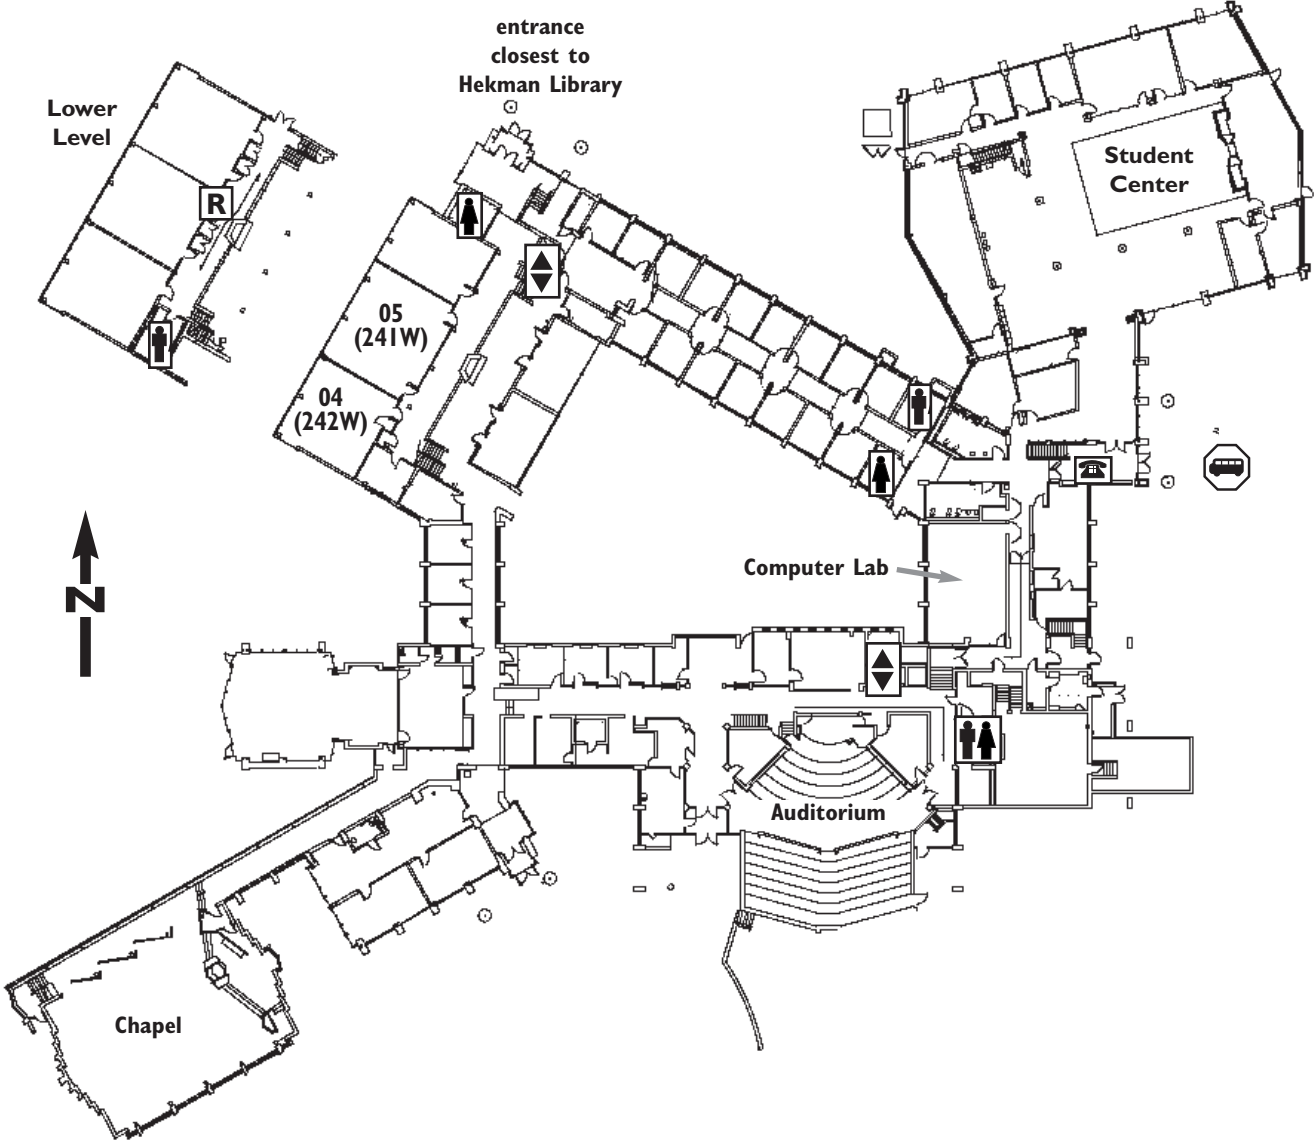 entrance
closest to
Hekman Library
Lower
Level
Student
Center
R
05
(241W)
04
(242W)
Computer Lab
N
Auditorium
Chapel